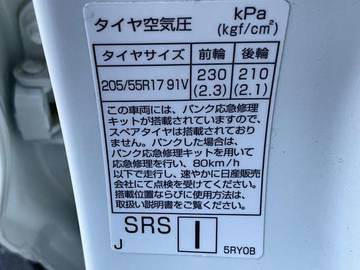 タイヤ空気圧 kPa
(kgf/cm²)
タイヤサイズ 前輪 後輪
205/55R17 91V 230 210
(2.3) (2.1)
この車両には、パンク応急修理
キットが搭載されていますので、
スペアタイヤは搭載されており
ません。パンクした場合は、
パンク応急修理キットを用いて
応急修理を行い、80km/h
以下で走行し、速やかに日産販売
会社にて点検を受けてください。
搭載位置ならびに使用方法は、
取扱い説明書をご覧ください。
SRS I
J 5RY0B